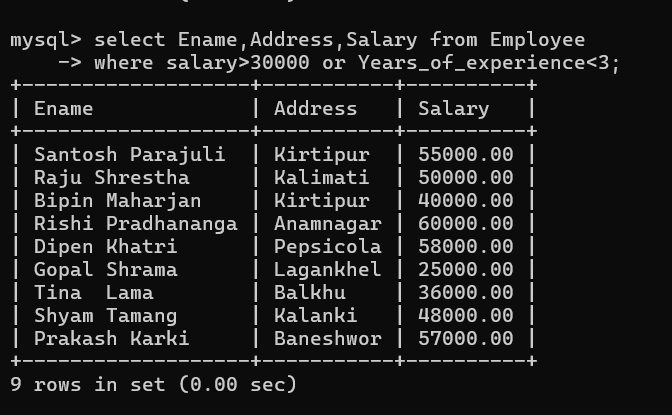 mysql> select Ename,Address,Salary from Employee
    -> where salary>30000 or Years_of_experience<3;
+-------------------+-----------+----------+
| Ename             | Address   | Salary   |
+-------------------+-----------+----------+
| Santosh Parajuli  | Kirtipur  | 55000.00 |
| Raju Shrestha     | Kalimati  | 50000.00 |
| Bipin Maharjan    | Kirtipur  | 40000.00 |
| Rishi Pradhananga | Anamnagar | 60000.00 |
| Dipen Khatri      | Pepsicola | 58000.00 |
| Gopal Shrama      | Lagankhel | 25000.00 |
| Tina  Lama        | Balkhu    | 36000.00 |
| Shyam Tamang      | Kalanki   | 48000.00 |
| Prakash Karki     | Baneshwor | 57000.00 |
+-------------------+-----------+----------+
9 rows in set (0.00 sec)